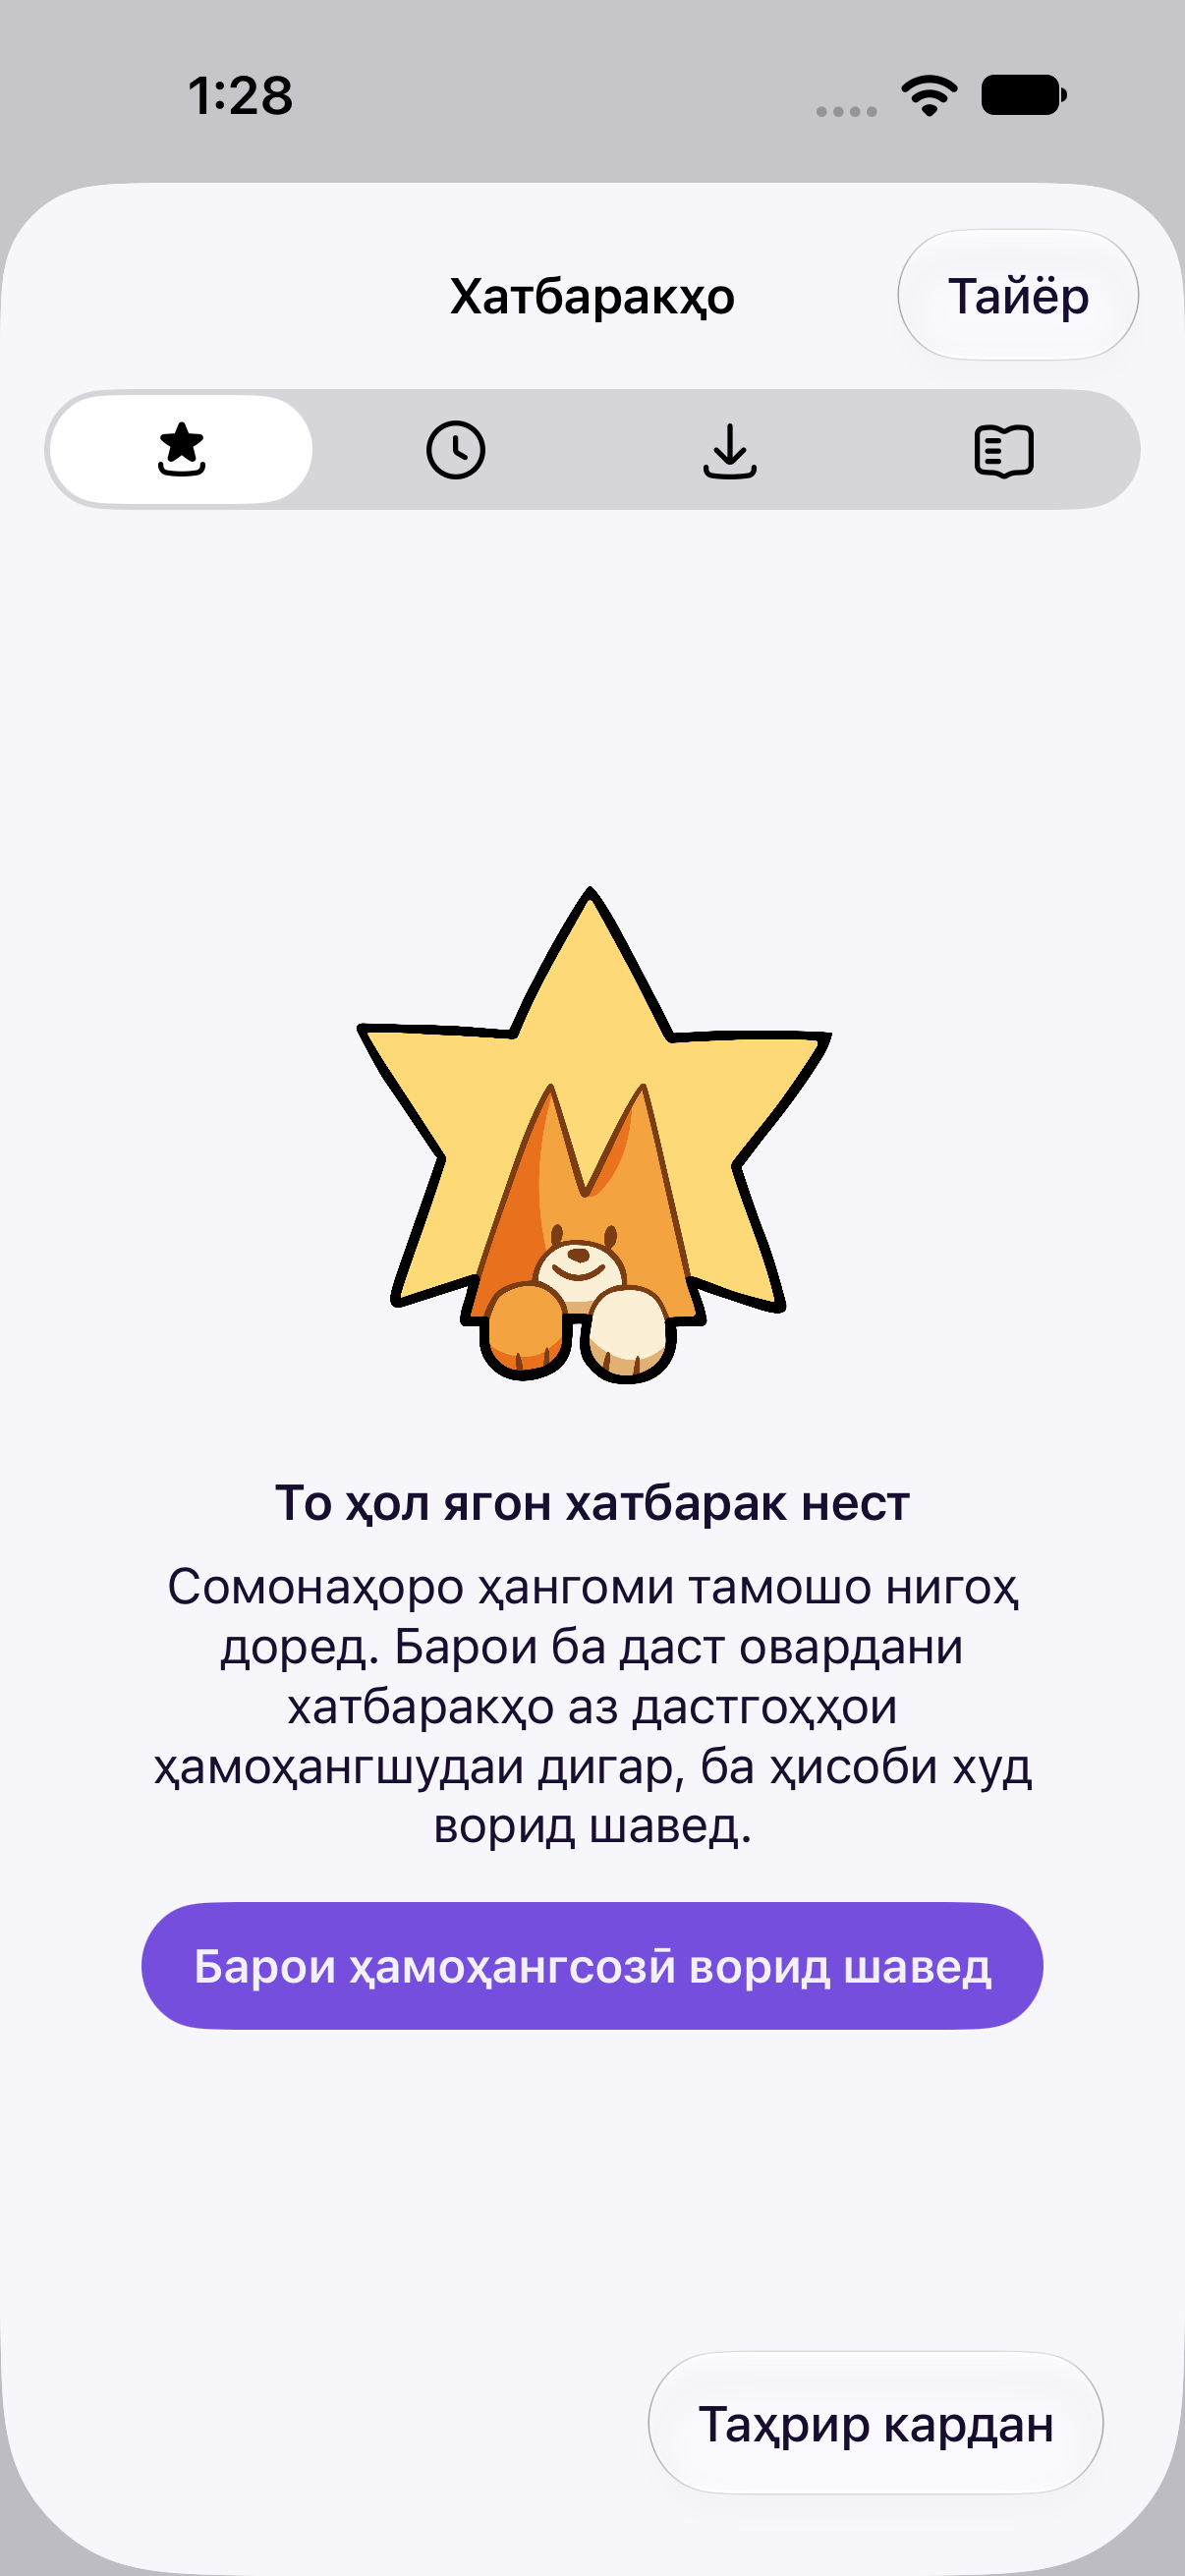 1:28
Хатбаракҳо
Тайёр
То ҳол ягон хатбарак нест
Сомонаҳоро ҳангоми тамошо нигоҳ
доред. Барои ба даст овардани
хатбаракҳо аз дастгоҳҳои
ҳамоҳангшудаи дигар, ба ҳисоби худ
ворид шавед.
Барои ҳамоҳангсозӣ ворид шавед
Таҳрир кардан